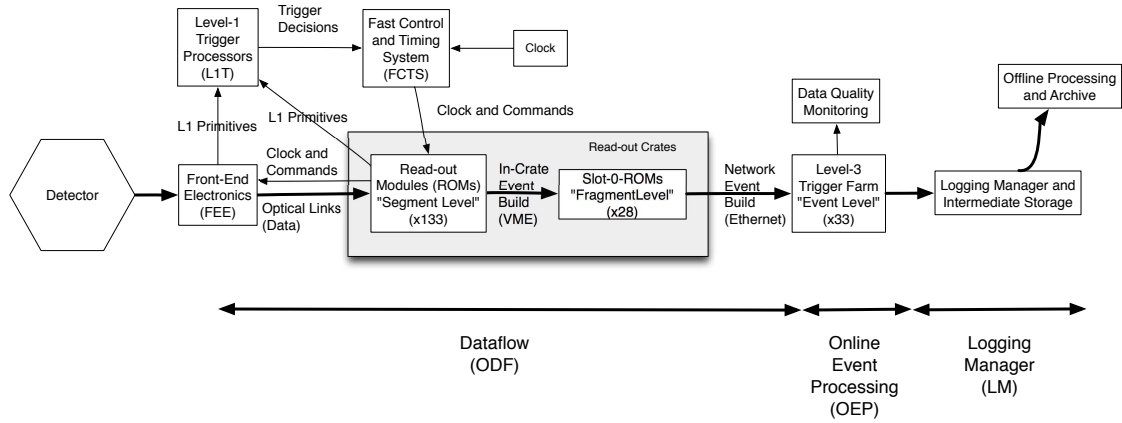 Level-1
Trigger
Processors
(L1T)
Trigger
Decisions
Fast Control
and Timing
System
(FCTS)
Clock
Offline Processing
and Archive
Data Quality
Monitoring
L1 Primitives
L1 Primitives
Clock and Commands
Detector
Front-End
Electronics
(FEE)
Clock and
Commands
Optical Links
(Data)
Read-out Crates
Read-out
Modules (ROMs)
"Segment Level"
(x133)
In-Crate
Event
Build
(VME)
Slot-0-ROMs
"FragmentLevel"
(x28)
Network
Event
Build
(Ethernet)
Level-3
Trigger Farm
"Event Level"
(x33)
Logging Manager and
Intermediate Storage
Dataflow
(ODF)
Online
Event
Processing
(OEP)
Logging
Manager
(LM)